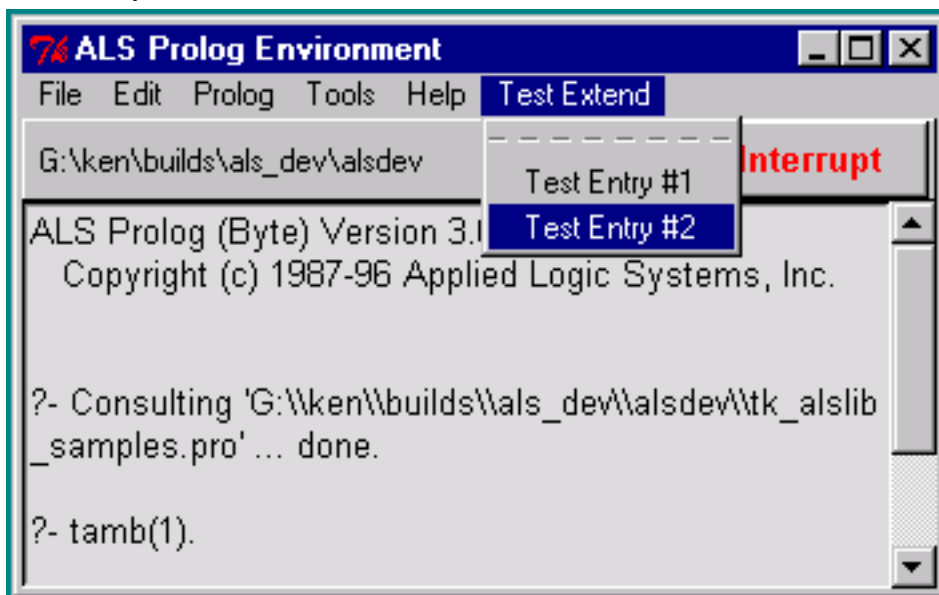 ALS Prolog Environment
File Edit Prolog Tools Help Test Extend
G:\ken\builds\als_dev\alsdev
Interrupt
Test Entry #1
Test Entry #2
ALS Prolog (Byte) Version 3.
Copyright (c) 1987-96 Applied Logic Systems, Inc.
?- Consulting 'G:\\ken\\builds\\als_dev\\alsdev\\tk_alslib
_samples.pro' ... done.
?- tamb(1).